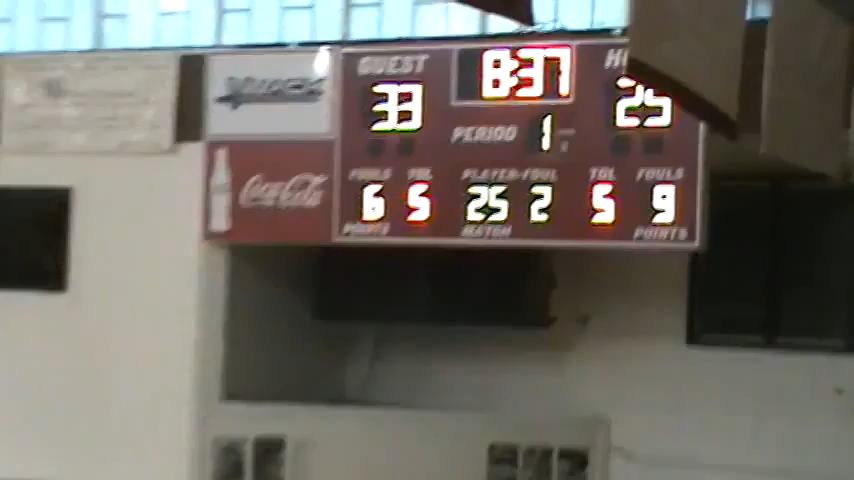 GUEST 8:37
33 25
PERIOD 1
FOULS TOL PLAYER-FOUL TOL FOULS
6 5 25 2 5 9
POINTS MATCH POINTS
Coca-Cola